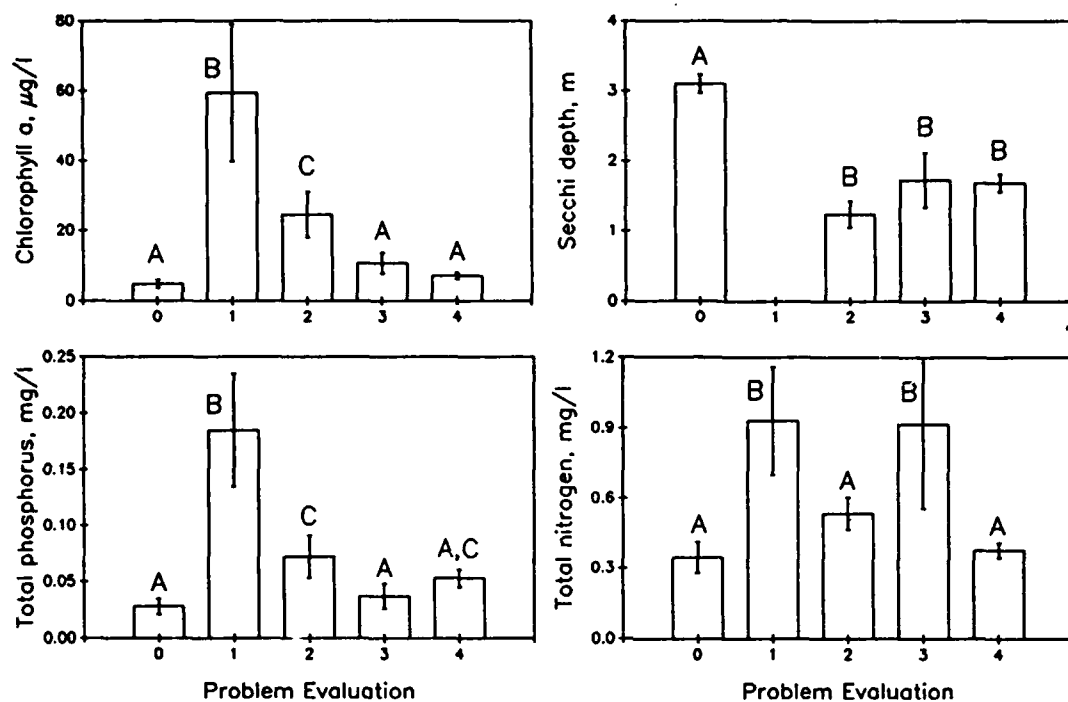 Chlorophyll a, µg/l
80
60
40
20
0
A
B
C
A
A
0 1 2 3 4
Secchi depth, m
4
3
2
1
0
A
B
B
B
0 1 2 3 4
Total phosphorus, mg/l
0.25
0.20
0.15
0.10
0.05
0.00
A
B
C
A
A,C
0 1 2 3 4
Problem Evaluation
Total nitrogen, mg/l
1.2
0.9
0.6
0.3
0.0
A
B
A
B
A
0 1 2 3 4
Problem Evaluation